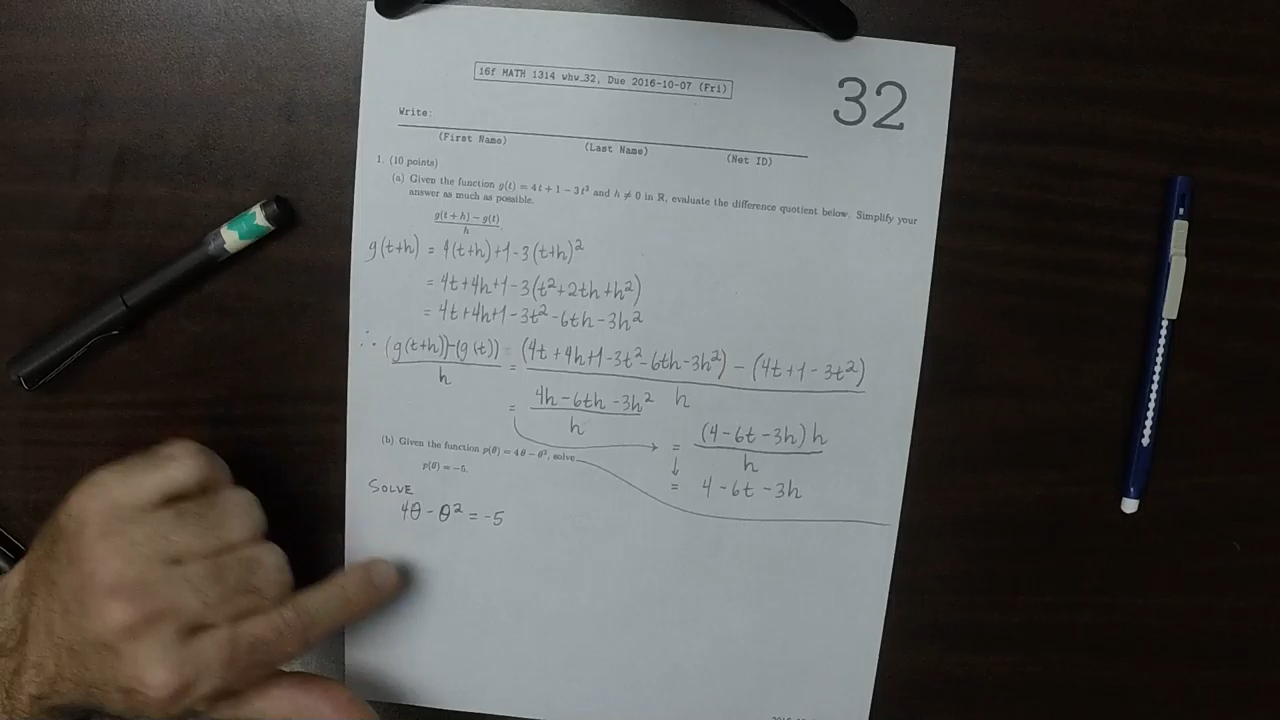 16f MATH 1314 whw_32, Due 2016-10-07 (Fri)
32
Write:
(First Name) (Last Name) (Net ID)
1. (10 points)
(a) Given the function g(t) = 4t + 1 − 3t² and h ≠ 0 in ℝ, evaluate the difference quotient below. Simplify your
answer as much as possible.
g(t + h) − g(t)
h
g(t+h) = 4(t+h)+1-3(t+h)²
= 4t+4h+1-3(t²+2th+h²)
= 4t+4h+1-3t²-6th-3h²
∴ (g(t+h))-(g(t)) = (4t+4h+1-3t²-6th-3h²) - (4t+1-3t²)
h h
= 4h-6th-3h²
h
= (4-6t-3h)h
h
= 4-6t-3h
(b) Given the function p(θ) = 4θ − θ², solve
p(θ) = −5.
SOLVE
4θ - θ² = -5